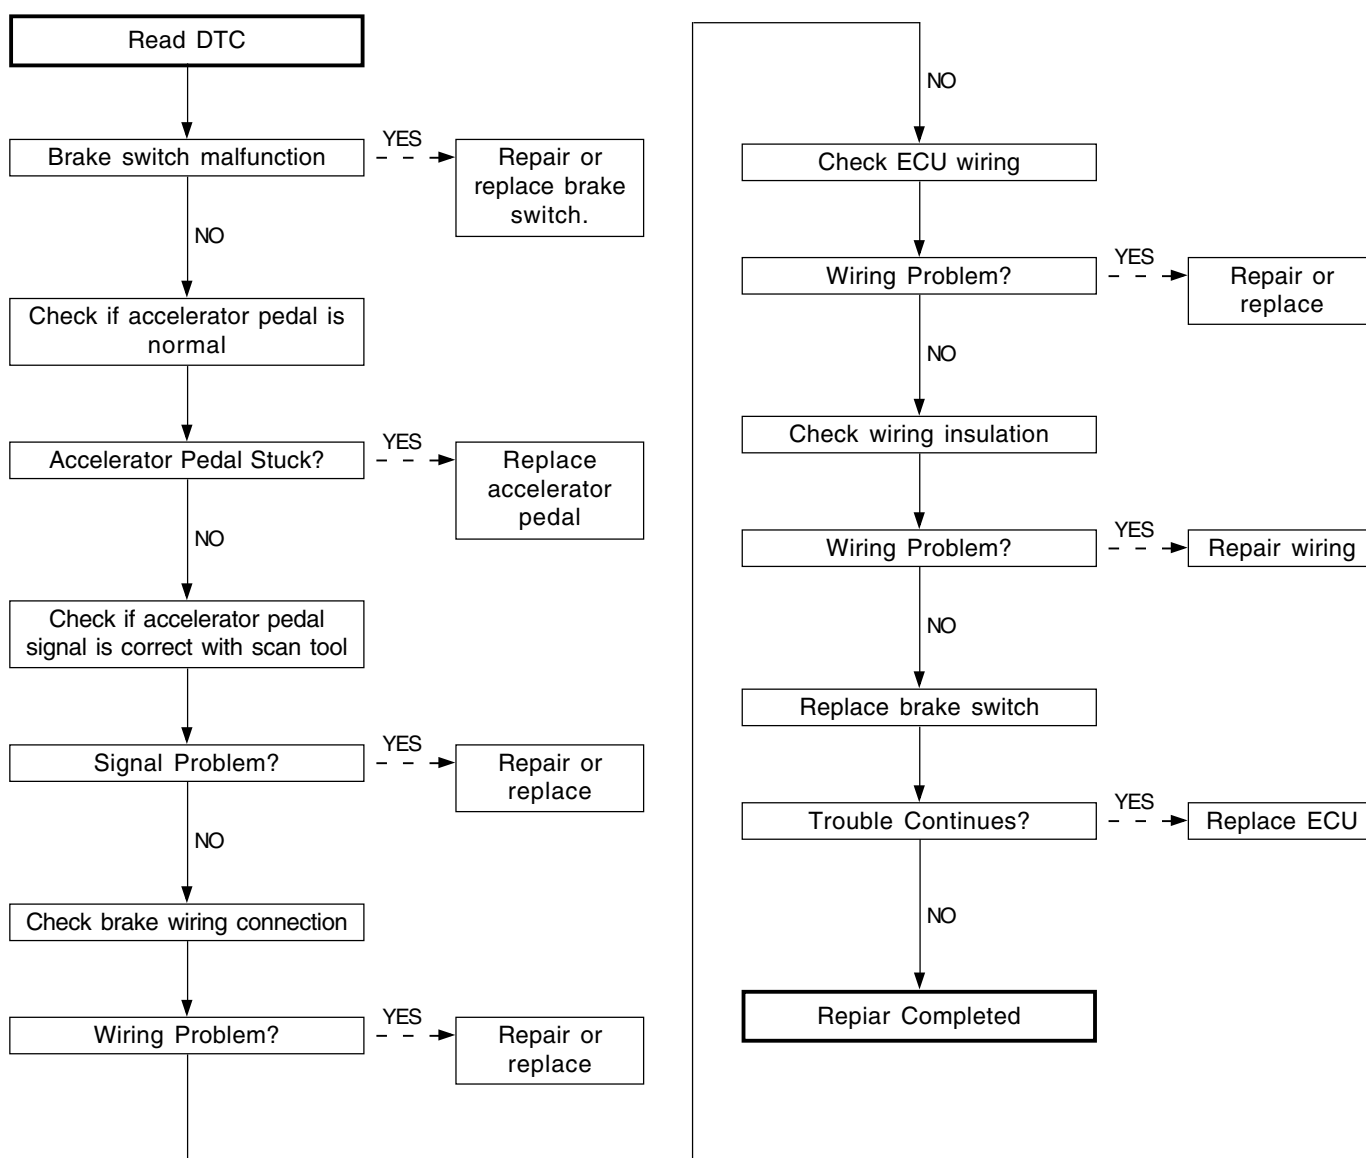 Read DTC
Brake switch malfunction
YES
Repair or
replace brake
switch.
NO
Check if accelerator pedal is
normal
Accelerator Pedal Stuck?
YES
Replace
accelerator
pedal
NO
Check if accelerator pedal
signal is correct with scan tool
Signal Problem?
YES
Repair or
replace
NO
Check brake wiring connection
Wiring Problem?
YES
Repair or
replace
NO
Check ECU wiring
Wiring Problem?
YES
Repair or
replace
NO
Check wiring insulation
Wiring Problem?
YES
Repair wiring
NO
Replace brake switch
Trouble Continues?
YES
Replace ECU
NO
Repiar Completed